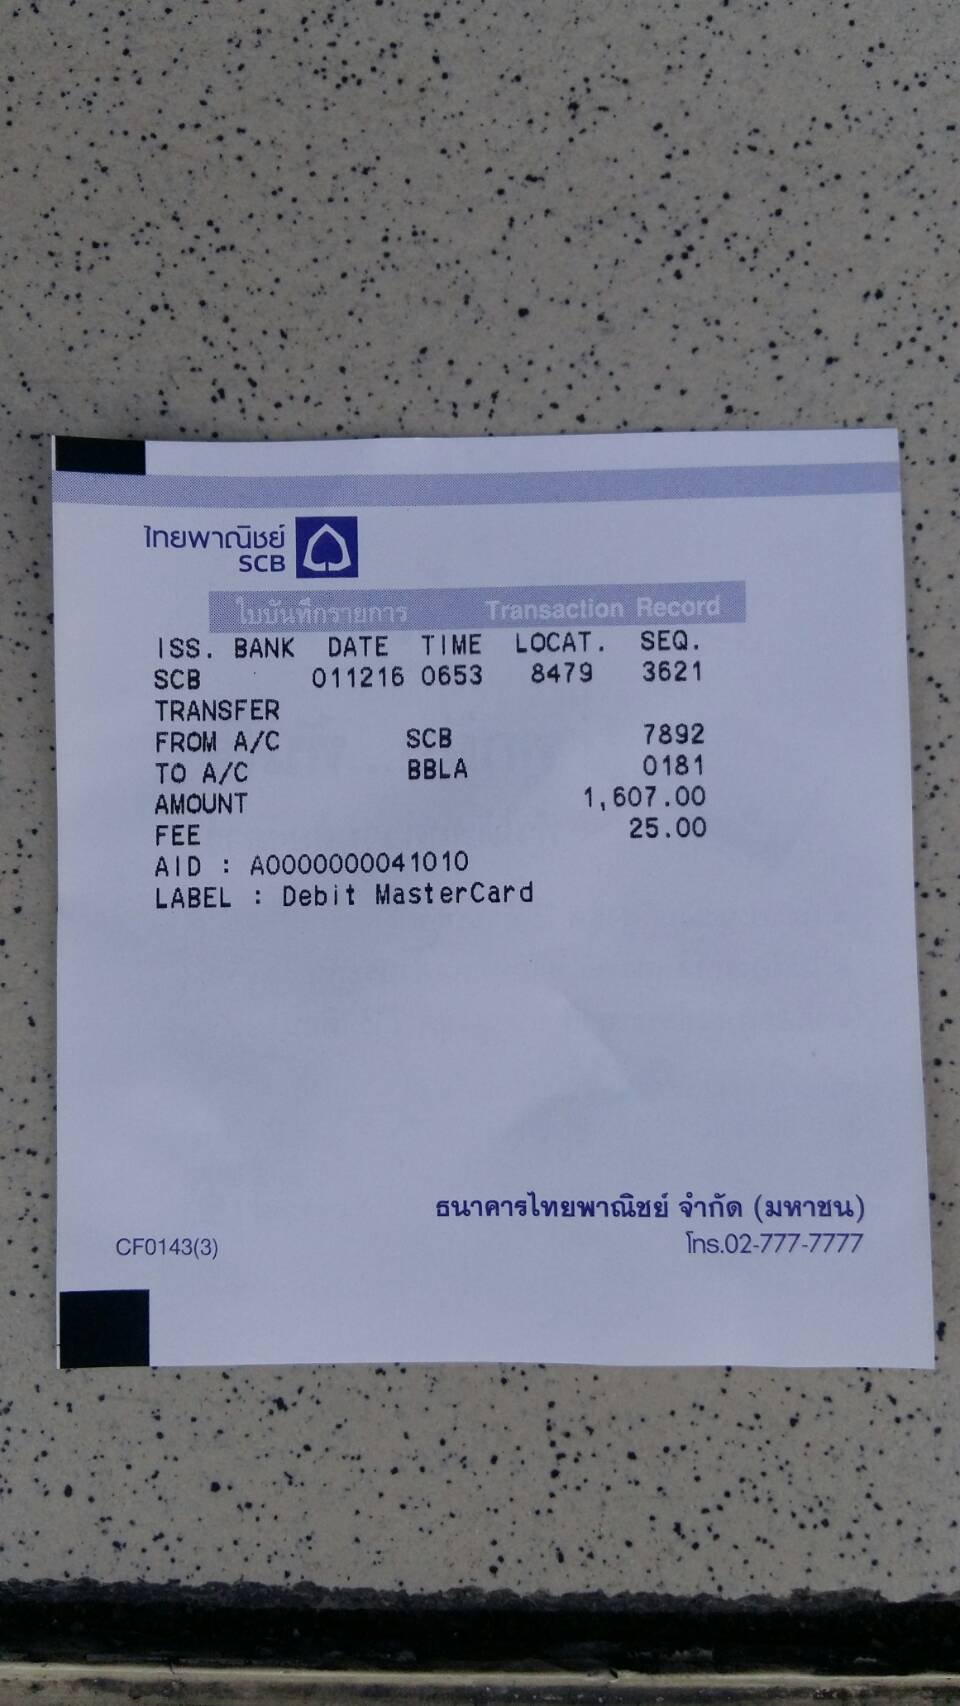 ไทยพาณิชย์
SCB
ใบบันทึกรายการ Transaction Record
ISS. BANK DATE TIME LOCAT. SEQ.
SCB 011216 0653 8479 3621
TRANSFER
FROM A/C SCB 7892
TO A/C BBLA 0181
AMOUNT 1,607.00
FEE 25.00
AID : A0000000041010
LABEL : Debit MasterCard
ธนาคารไทยพาณิชย์ จำกัด (มหาชน)
CF0143(3) โทร.02-777-7777